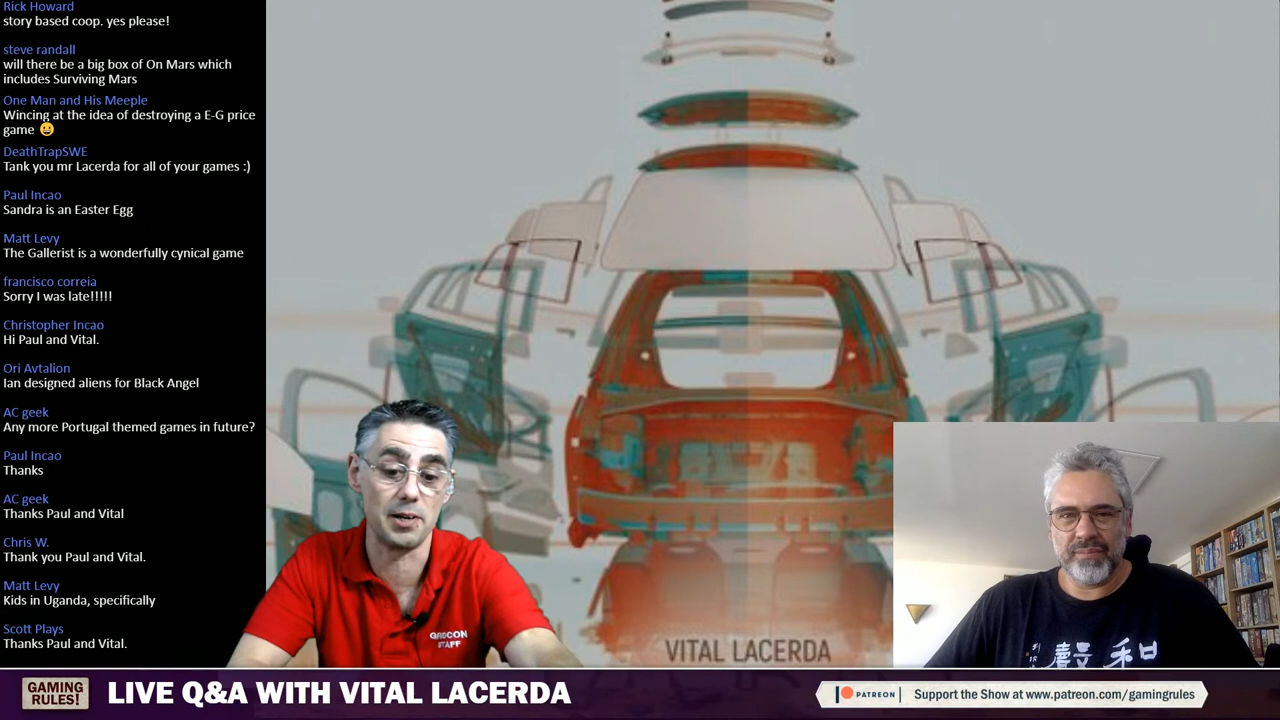 Rick Howard
story based coop. yes please!
steve randall
will there be a big box of On Mars which
includes Surviving Mars
One Man and His Meeple
Wincing at the idea of destroying a E-G price
game 😀
DeathTrapSWE
Tank you mr Lacerda for all of your games :)
Paul Incao
Sandra is an Easter Egg
Matt Levy
The Gallerist is a wonderfully cynical game
francisco correia
Sorry I was late!!!!!
Christopher Incao
Hi Paul and Vital.
Ori Avtalion
Ian designed aliens for Black Angel
AC geek
Any more Portugal themed games in future?
Paul Incao
Thanks
AC geek
Thanks Paul and Vital
Chris W.
Thank you Paul and Vital.
Matt Levy
Kids in Uganda, specifically
Scott Plays
Thanks Paul and Vital.
GRIDCON
STAFF
和
VITAL LACERDA
GAMING
RULES!
LIVE Q&A WITH VITAL LACERDA
PATREON
Support the Show at www.patreon.com/gamingrules